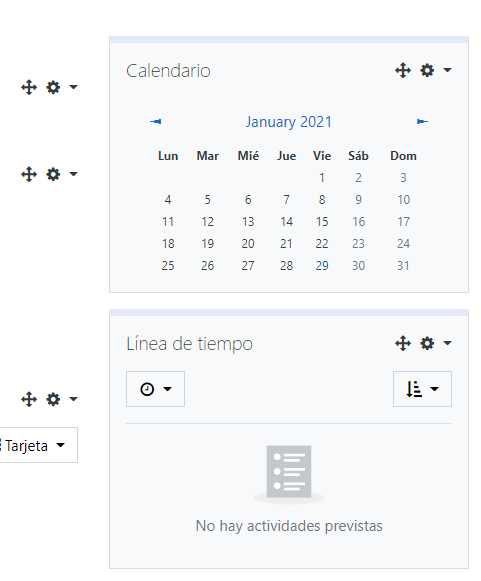 Calendario
January 2021
Lun Mar Mié Jue Vie Sáb Dom
1 2 3
4 5 6 7 8 9 10
11 12 13 14 15 16 17
18 19 20 21 22 23 24
25 26 27 28 29 30 31
Línea de tiempo
Tarjeta
No hay actividades previstas